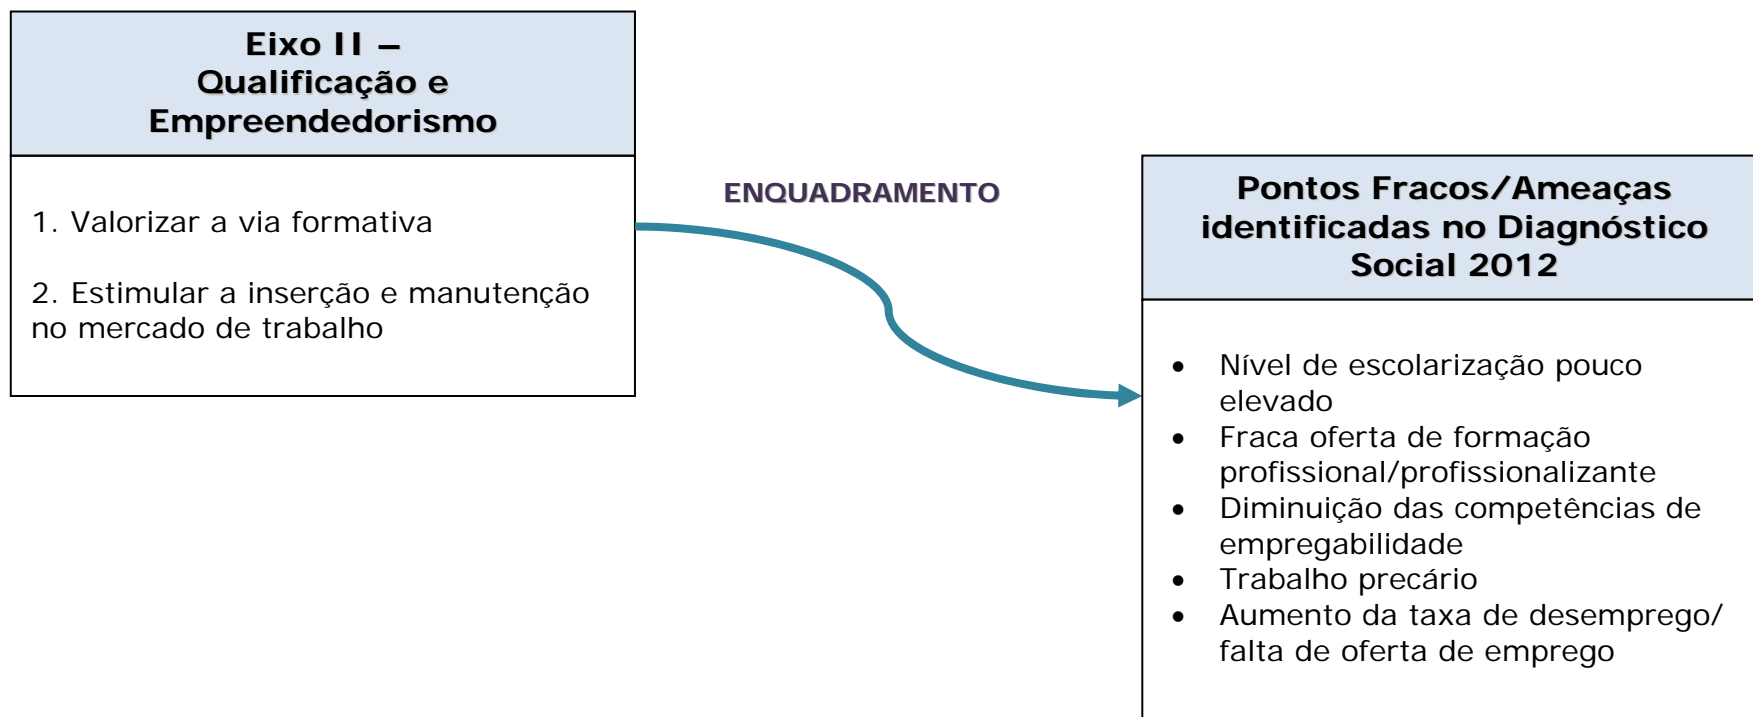 Eixo II –
Qualificação e
Empreendedorismo
1. Valorizar a via formativa
2. Estimular a inserção e manutenção
no mercado de trabalho
ENQUADRAMENTO
Pontos Fracos/Ameaças
identificadas no Diagnóstico
Social 2012
• Nível de escolarização pouco
elevado
• Fraca oferta de formação
profissional/profissionalizante
• Diminuição das competências de
empregabilidade
• Trabalho precário
• Aumento da taxa de desemprego/
falta de oferta de emprego